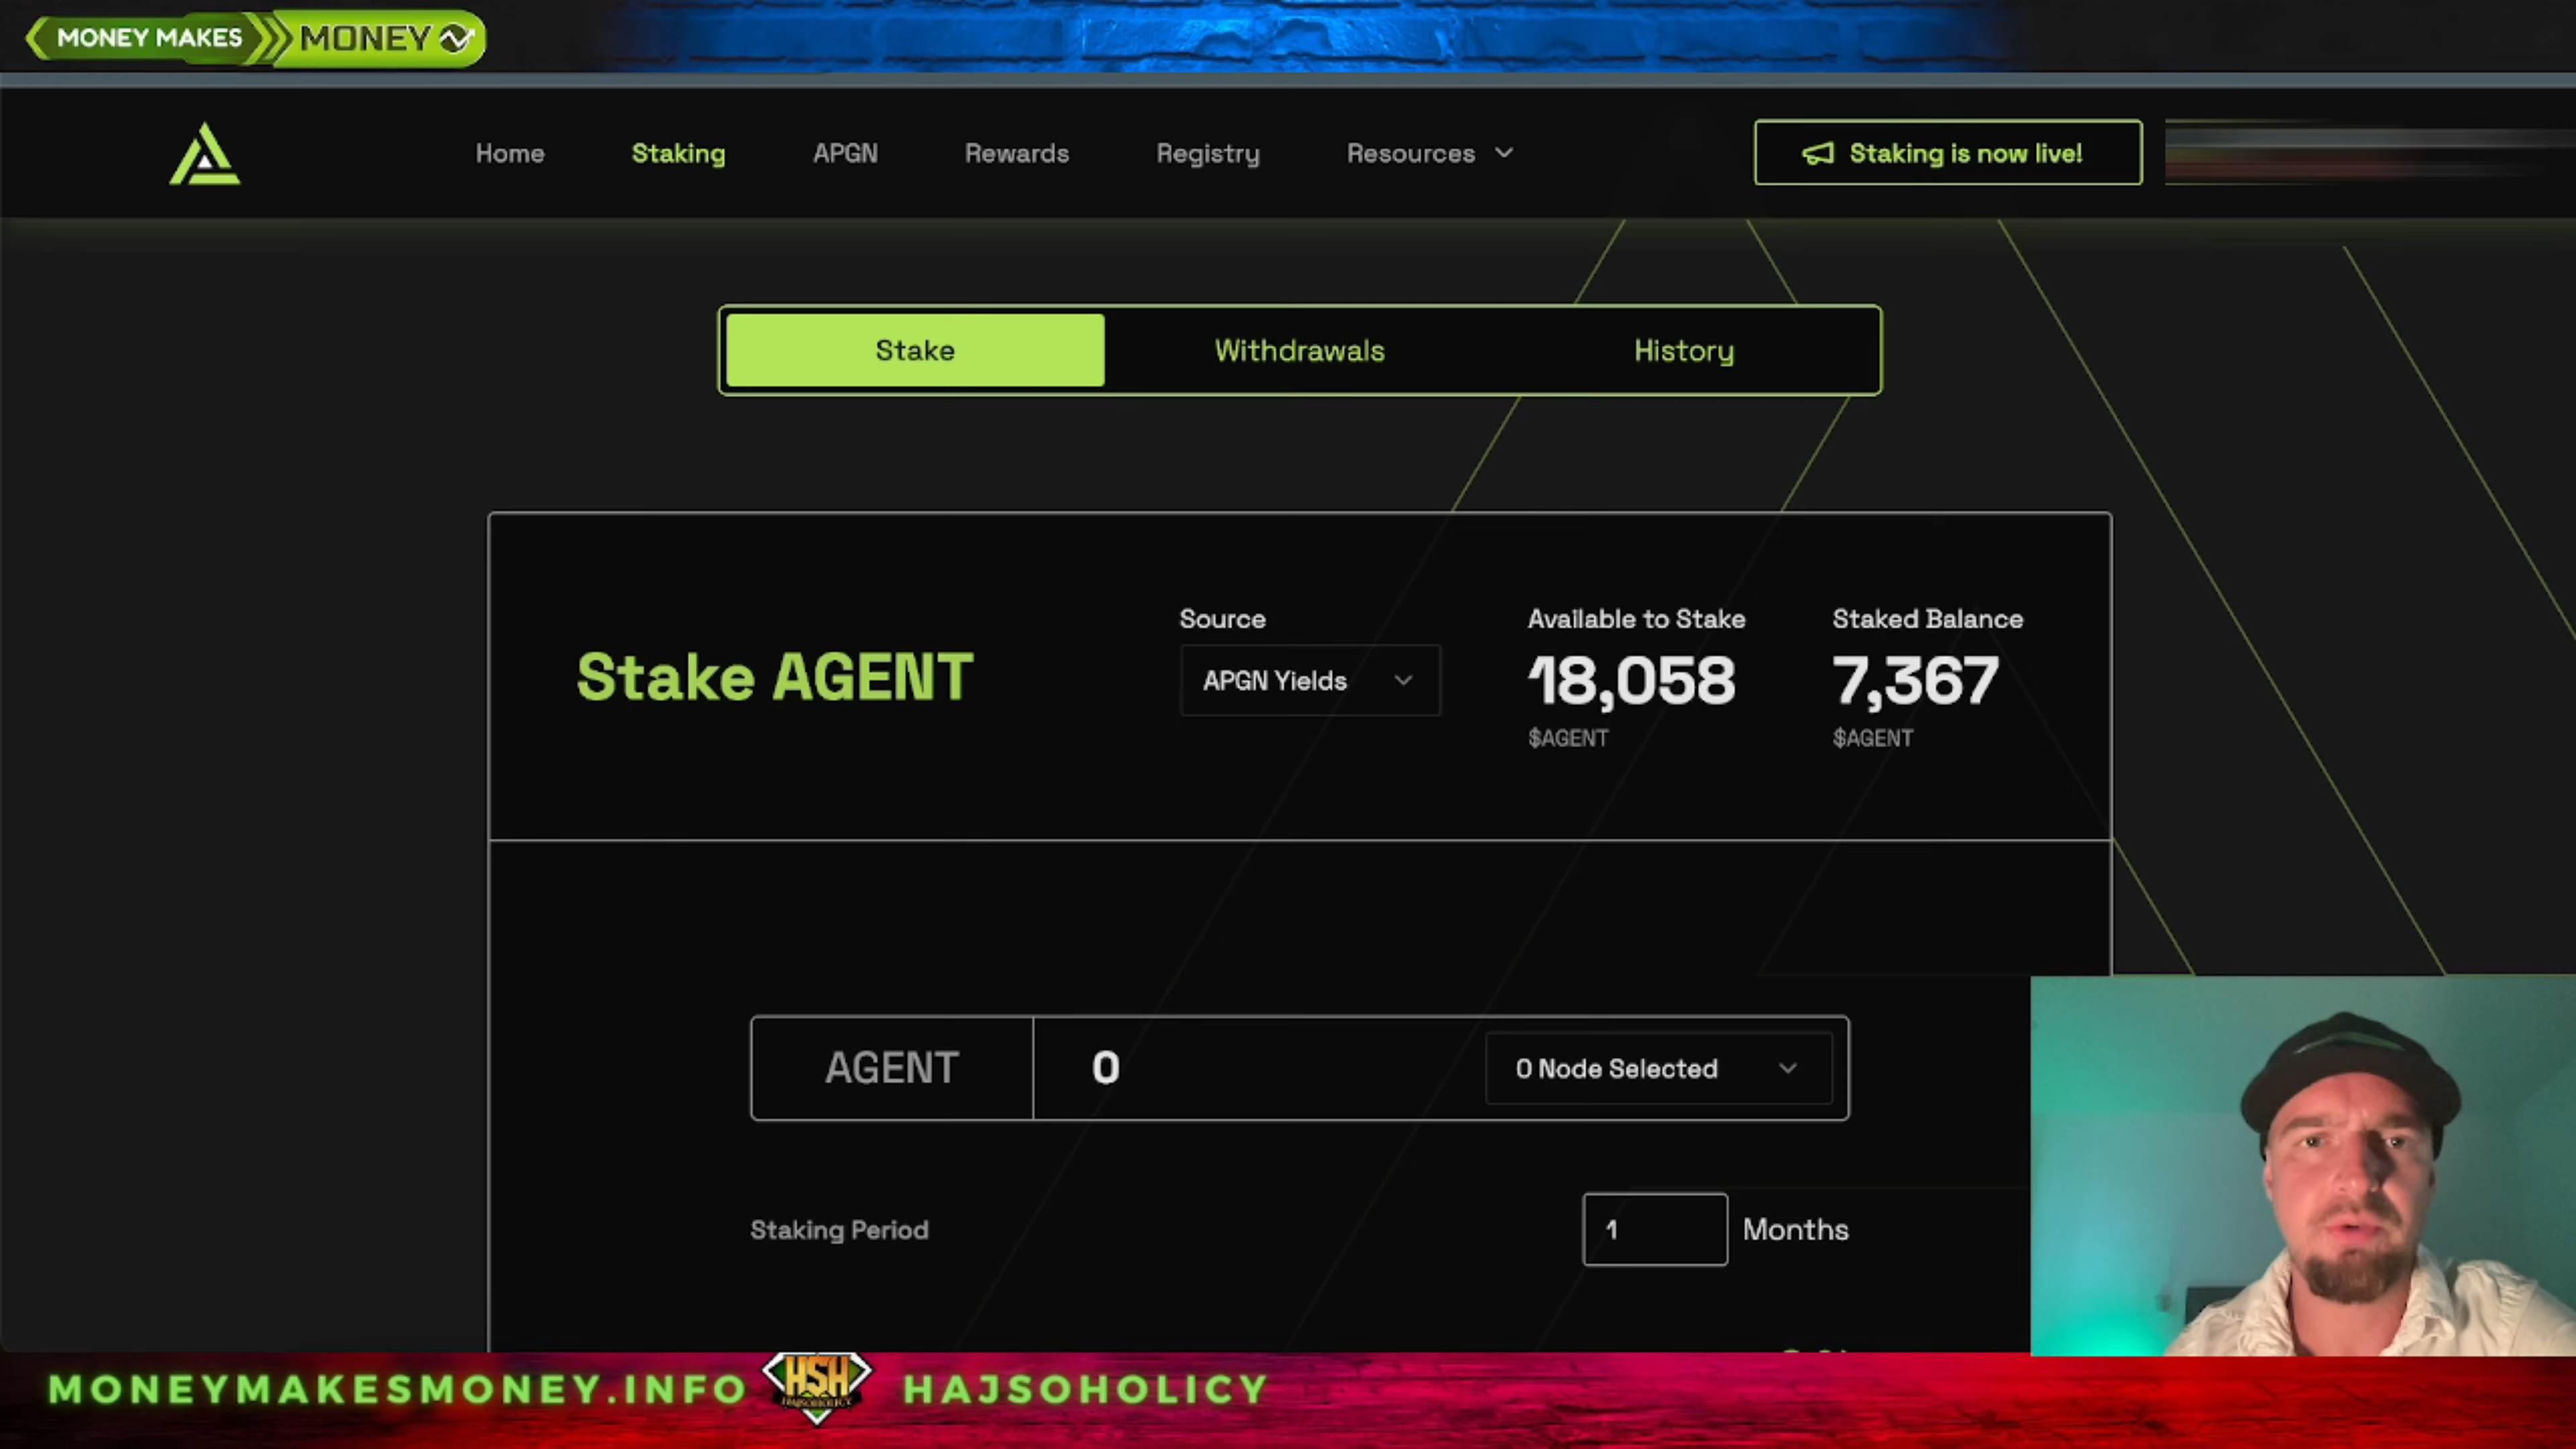 MONEY MAKES MONEY
Home Staking APGN Rewards Registry Resources Staking is now live!
Stake Withdrawals History
Source Available to Stake Staked Balance
Stake AGENT APGN Yields 18,058 7,367
$AGENT $AGENT
AGENT 0 0 Node Selected
Staking Period 1 Months
MONEYMAKESMONEY.INFO H$H HAJSOHOLICY HAJSOHOLICY